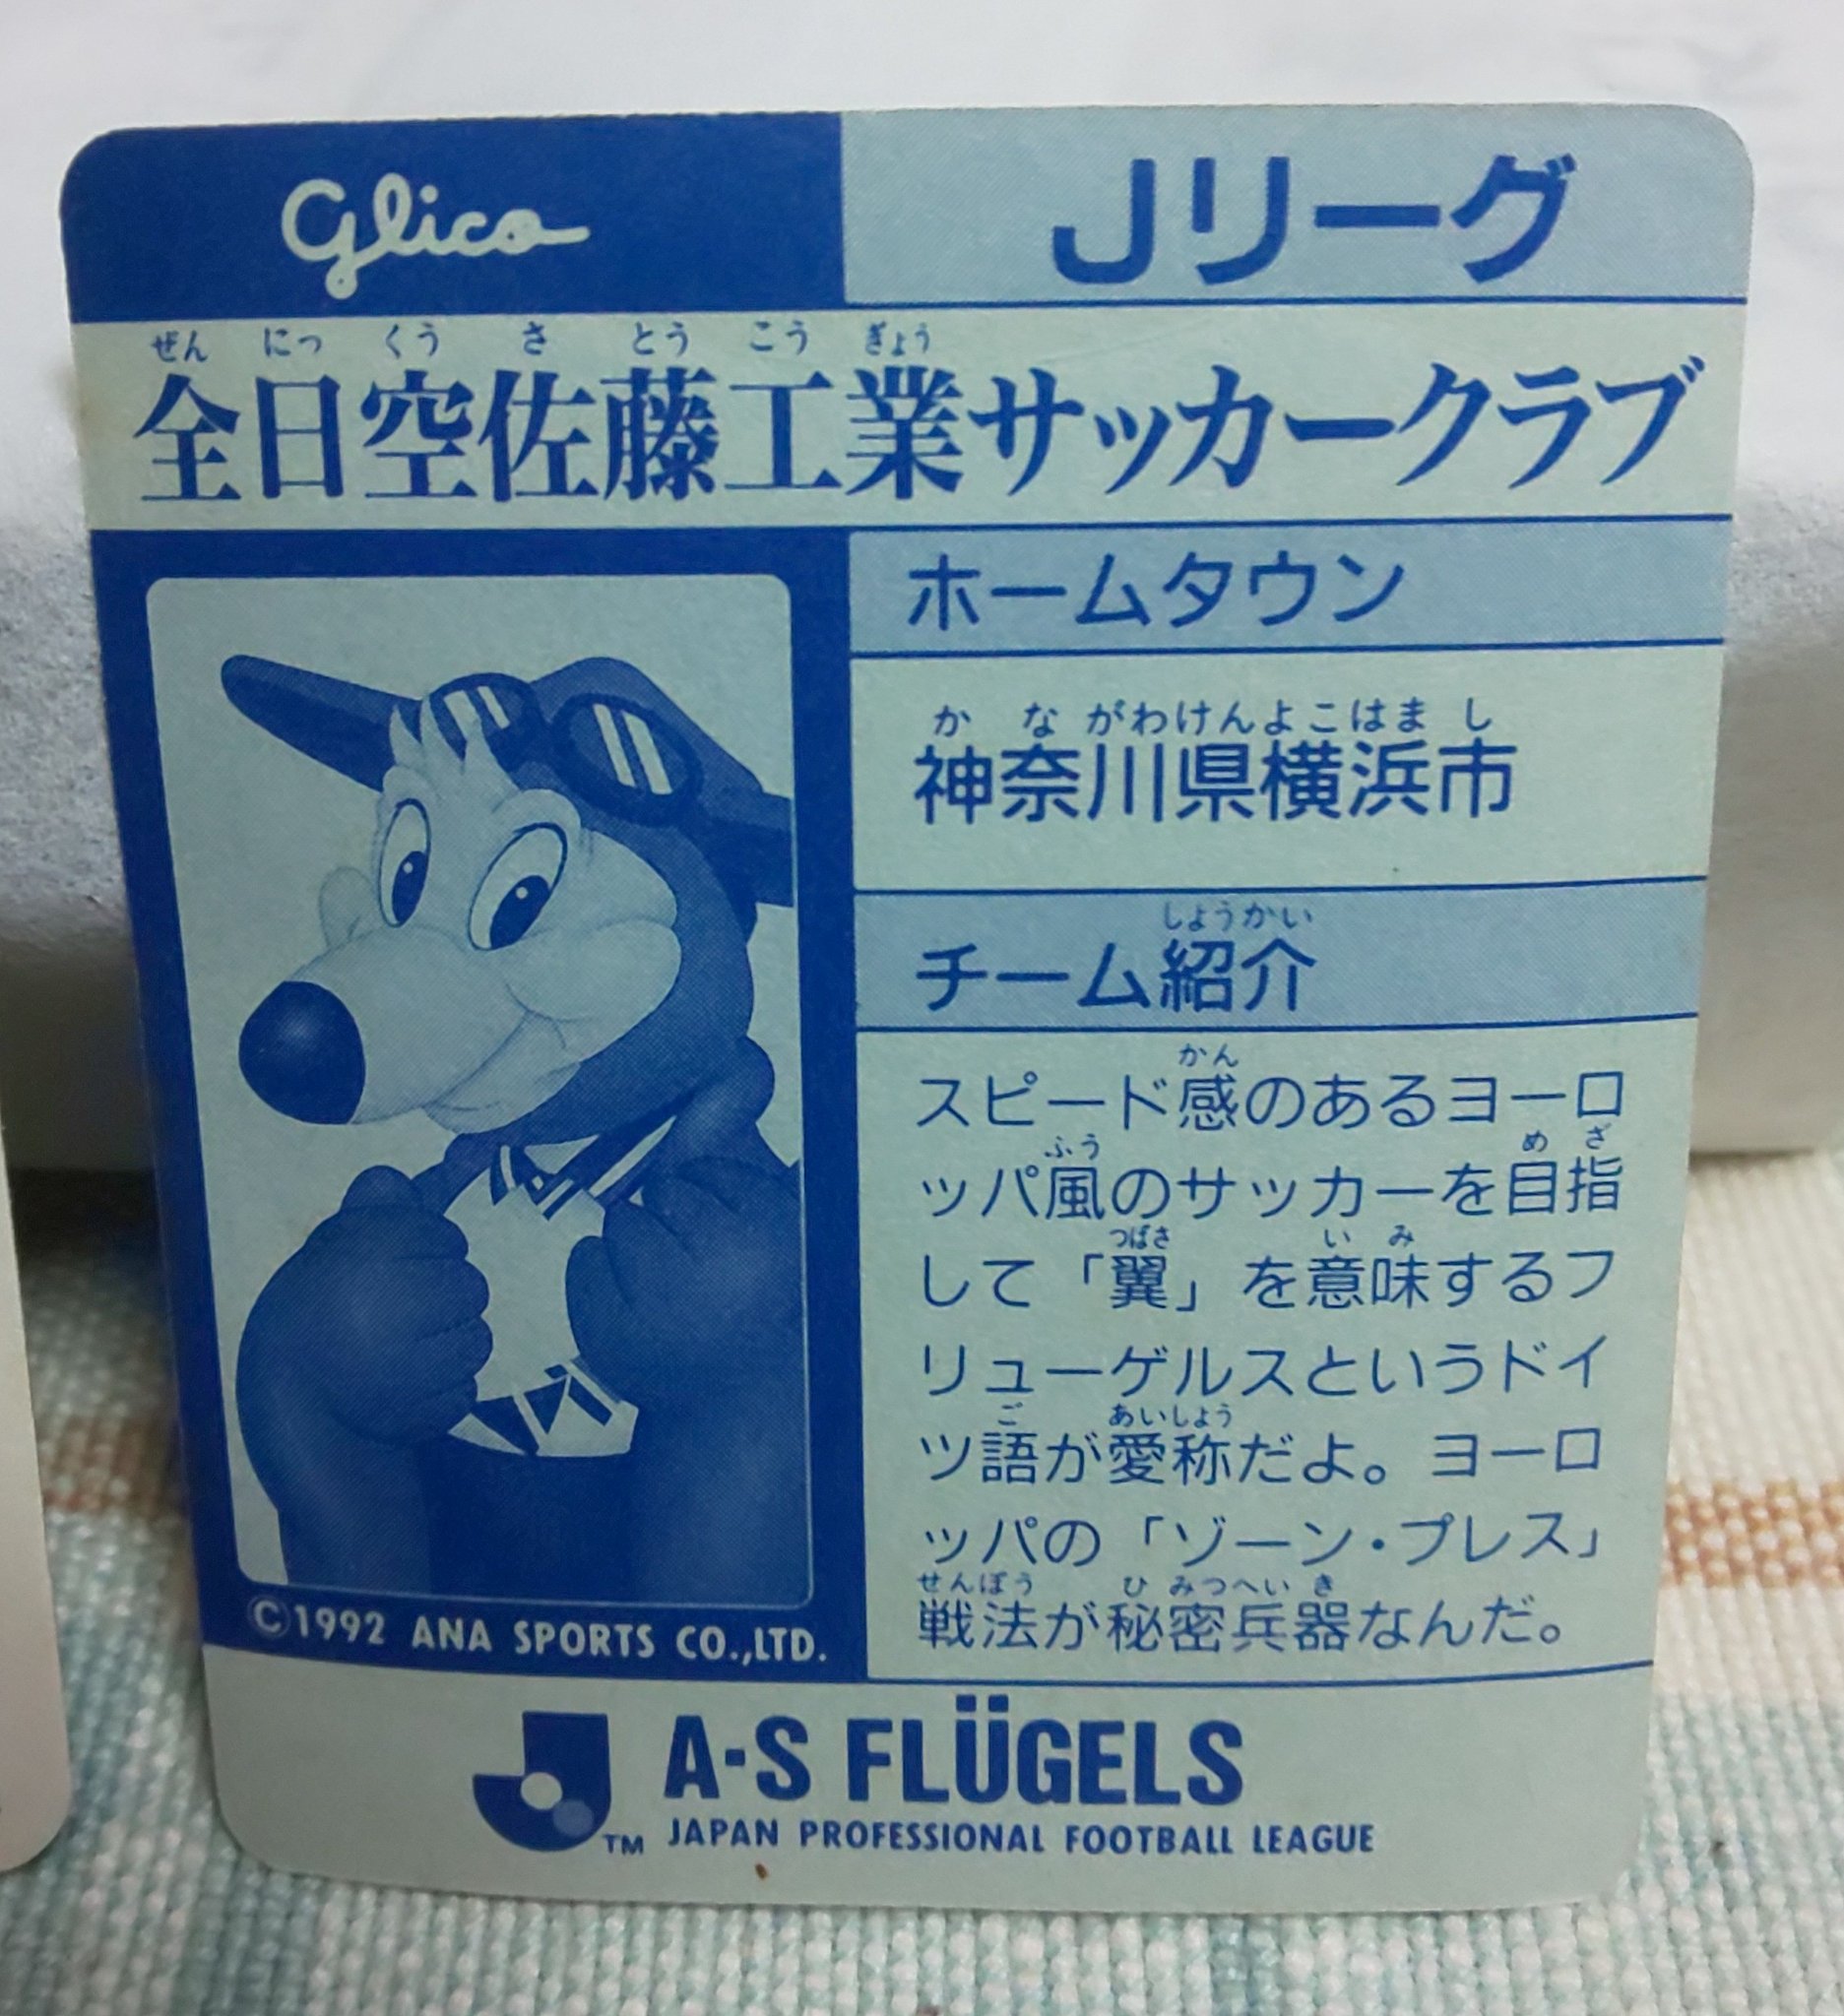 Glico
Jリーグ
ぜんにっくうさとうこうぎょう
全日空佐藤工業サッカークラブ
ホームタウン
かながわけんよこはまし
神奈川県横浜市
しょうかい
チーム紹介
かん
スピード感のあるヨーロ
ふう めざ
ッパ風のサッカーを目指
つばさ いみ
して「翼」を意味するフ
リューゲルスというドイ
ご あいしょう
ツ語が愛称だよ。ヨーロ
ッパの「ゾーン・プレス」
せんぽう ひみつへいき
戦法が秘密兵器なんだ。
©1992 ANA SPORTS CO.,LTD.
A-S FLÜGELS
TM JAPAN PROFESSIONAL FOOTBALL LEAGUE